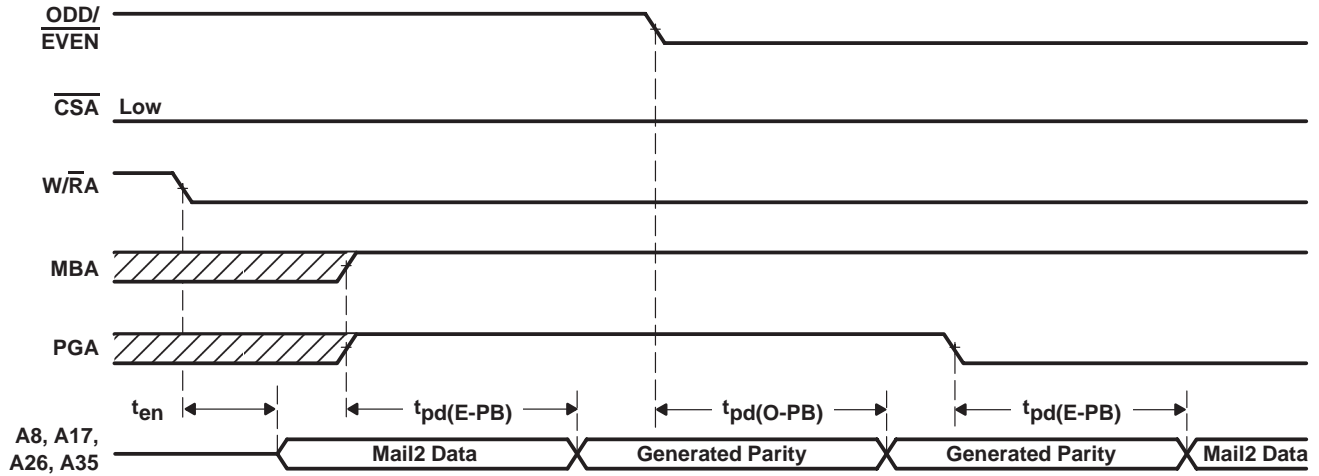 ODD/
EVEN
CSA Low
W/RA
MBA
PGA
ten tpd(E-PB) tpd(O-PB) tpd(E-PB)
A8, A17,
A26, A35
Mail2 Data Generated Parity Generated Parity Mail2 Data